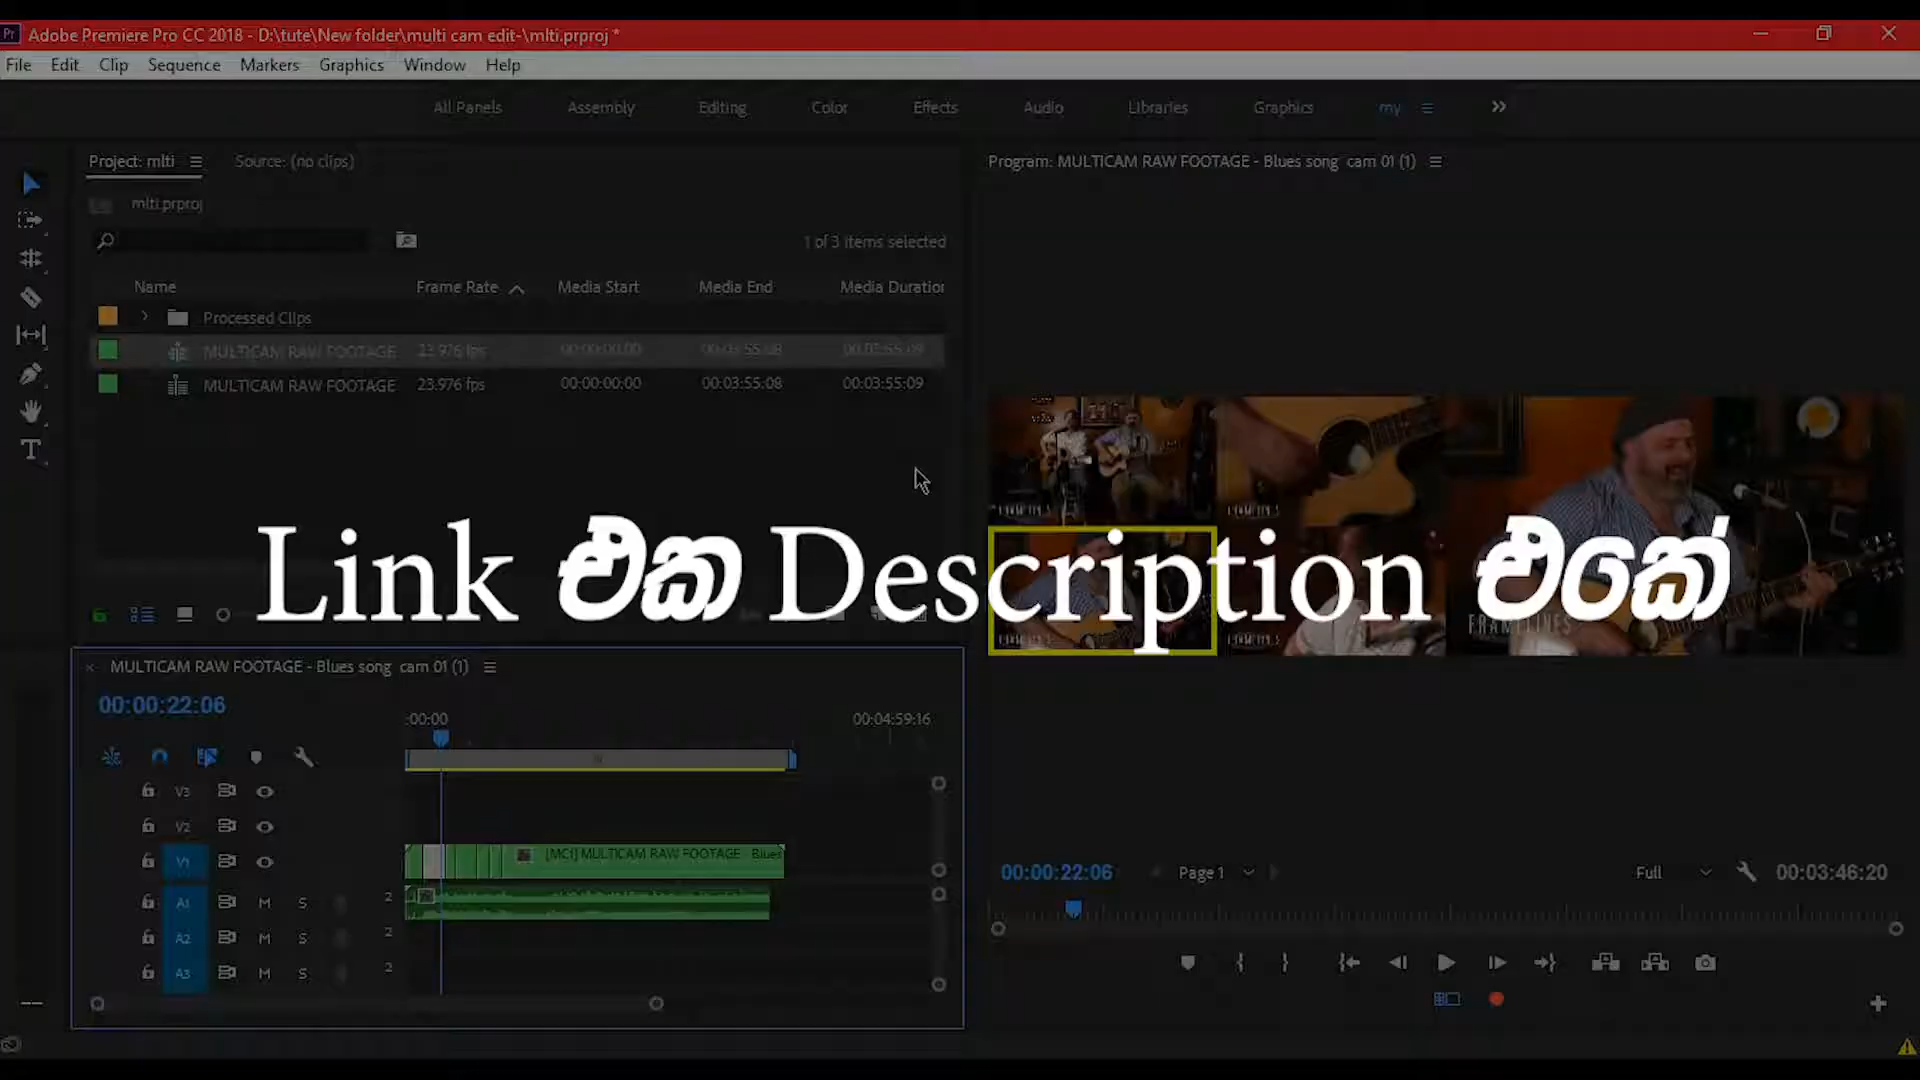 Pr Adobe Premiere Pro CC 2018 - D:\tute\New folder\multi cam edit-\mlti.prproj *
File Edit Clip Sequence Markers Graphics Window Help
All Panels Assembly Editing Color Effects Audio Libraries Graphics my
Project: mlti Source: (no clips)
Program: MULTICAM RAW FOOTAGE - Blues song cam 01 (1)
mlti.prproj
1 of 3 items selected
Name Frame Rate Media Start Media End Media Duration
Processed Clips
MULTICAM RAW FOOTAGE 23.976 fps 00:00:00:00 00:03:55:08 00:03:55:09
MULTICAM RAW FOOTAGE 23.976 fps 00:00:00:00 00:03:55:08 00:03:55:09
Link එක Description එකේ
FRAMELINES
MULTICAM RAW FOOTAGE - Blues song cam 01 (1)
00:00:22:06
:00:00 00:04:59:16
V3
V2
V1 [MC1] MULTICAM RAW FOOTAGE - Blues
A1 M S 2
A2 M S 2
A3 M S 2
00:00:22:06 Page 1 Full 00:03:46:20